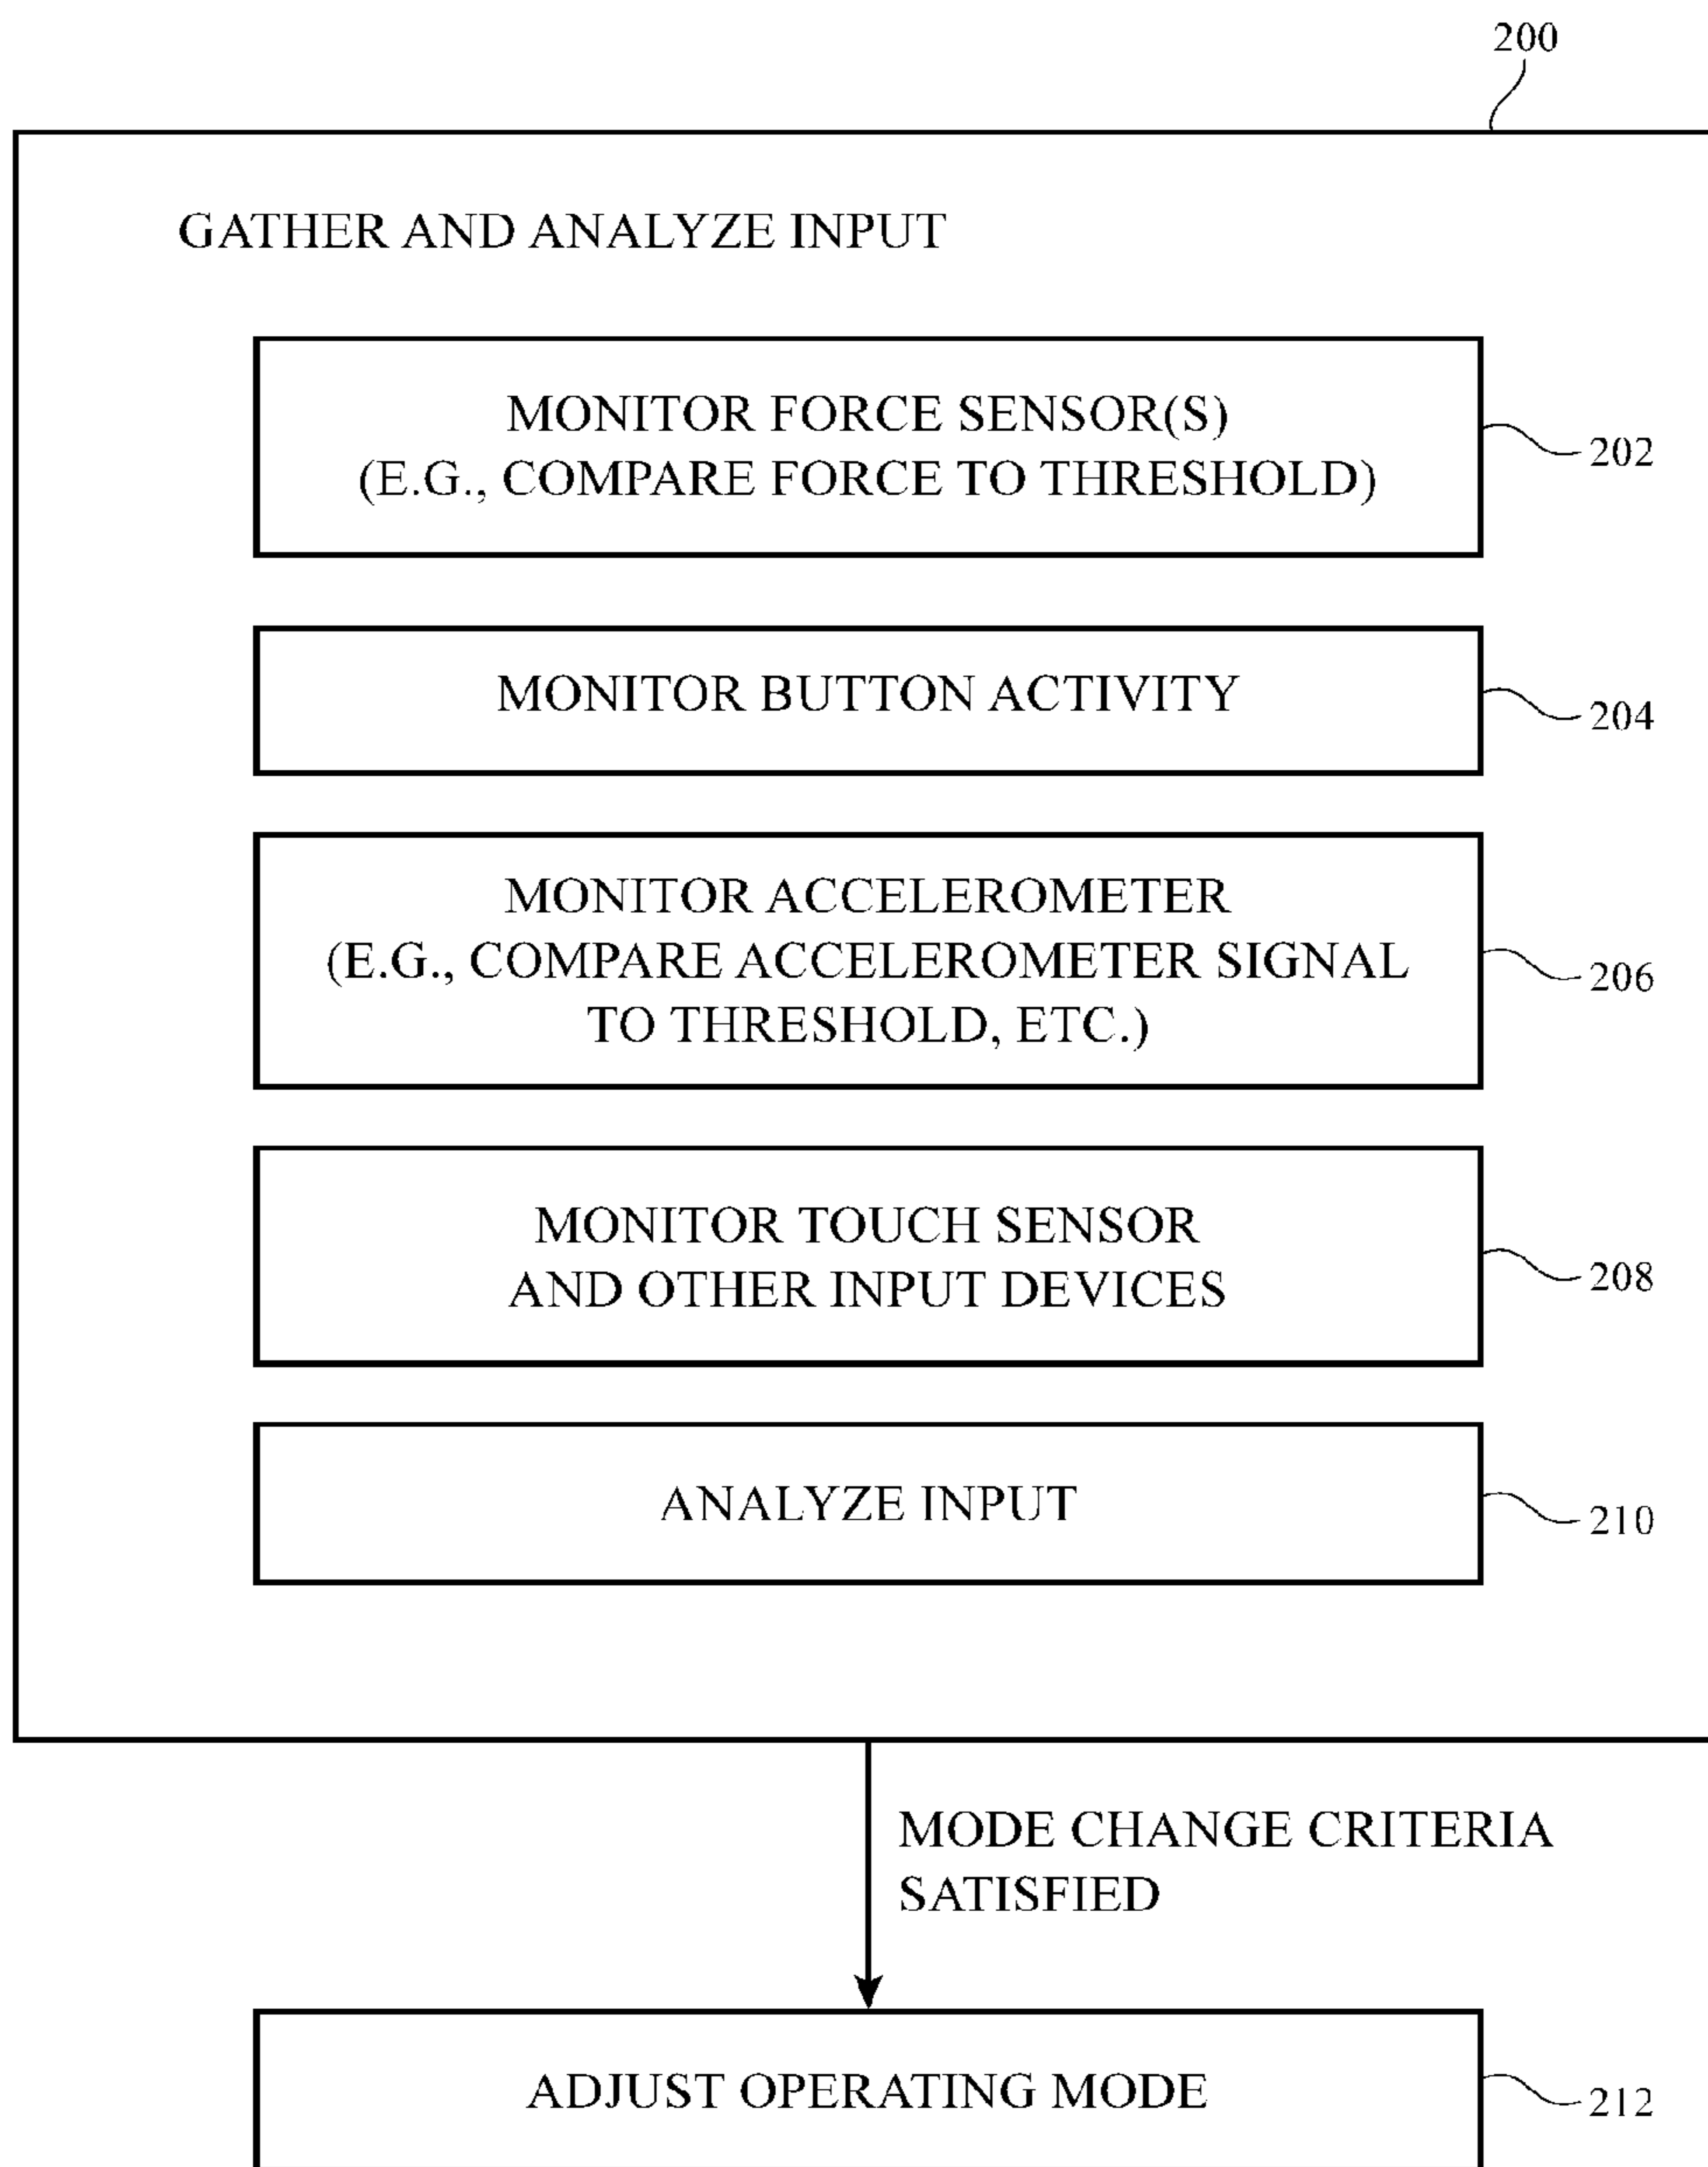 200
GATHER AND ANALYZE INPUT
MONITOR FORCE SENSOR(S)
(E.G., COMPARE FORCE TO THRESHOLD)
202
MONITOR BUTTON ACTIVITY
204
MONITOR ACCELEROMETER
(E.G., COMPARE ACCELEROMETER SIGNAL
TO THRESHOLD, ETC.)
206
MONITOR TOUCH SENSOR
AND OTHER INPUT DEVICES
208
ANALYZE INPUT
210
MODE CHANGE CRITERIA
SATISFIED
ADJUST OPERATING MODE
212